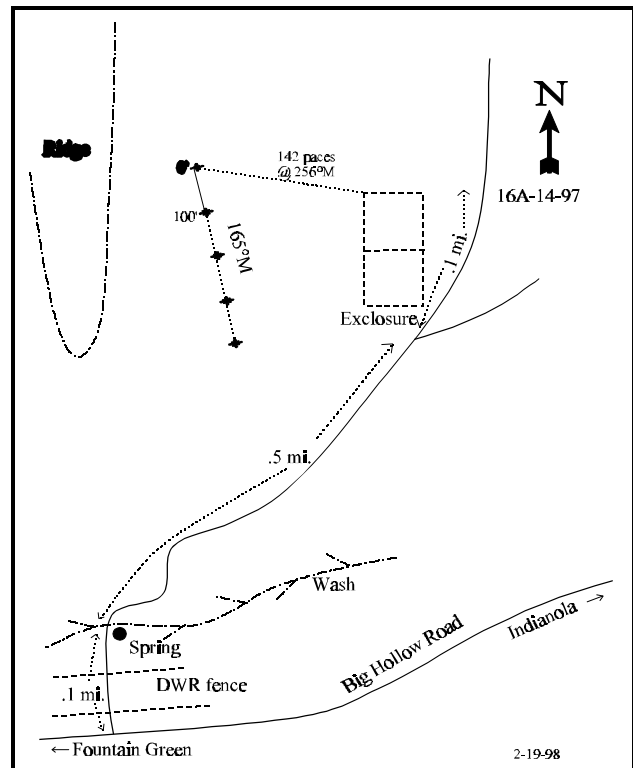 N
Ridge
0'
142 paces
@ 256°M
16A-14-97
100'
165°M
.1 mi.
Exclosure
.5 mi.
Wash
Spring
Indianola →
Big Hollow Road
DWR fence
.1 mi.
← Fountain Green
2-19-98